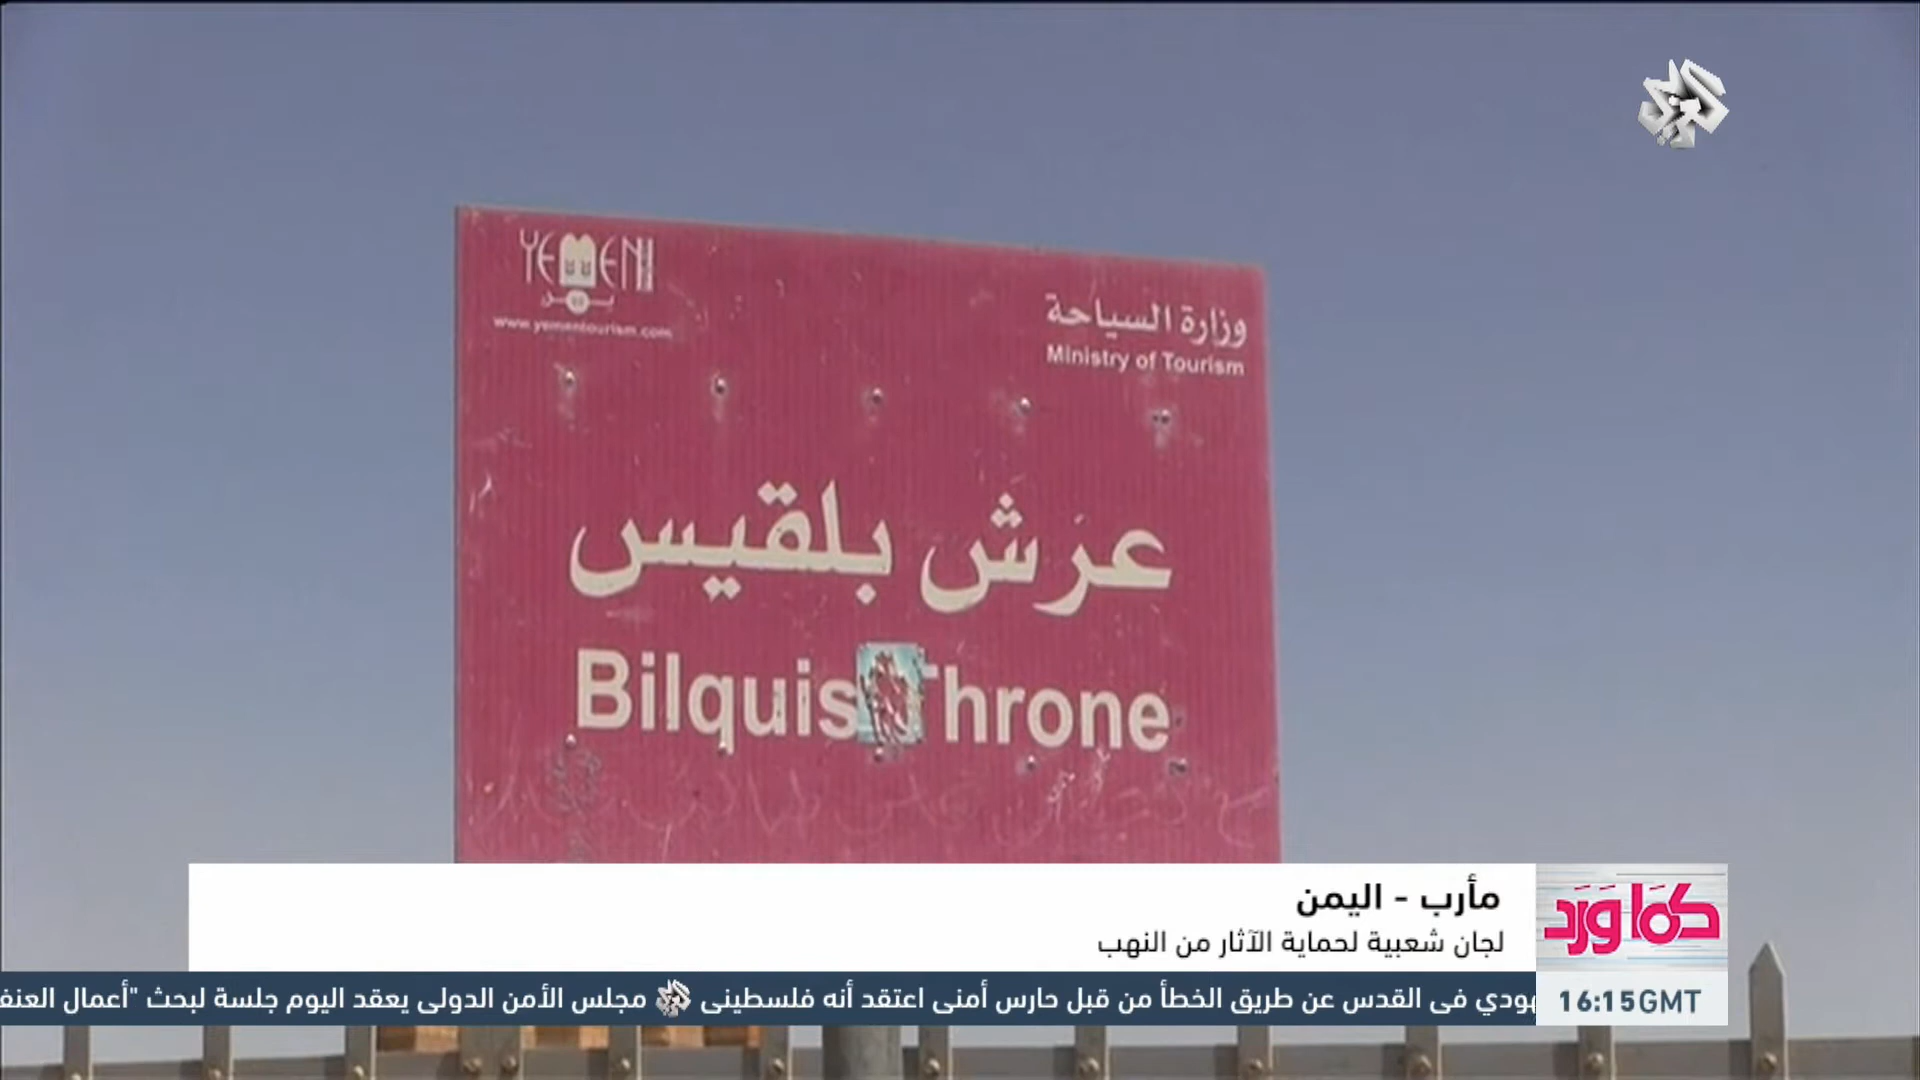 YEMEN
يمن
www.yementourism.com
وزارة السياحة
Ministry of Tourism
عرش بلقيس
Bilquis Throne
مأرب - اليمن
لجان شعبية لحماية الآثار من النهب
كما ورد
هودي في القدس عن طريق الخطأ من قبل حارس أمني اعتقد أنه فلسطيني مجلس الأمن الدولي يعقد اليوم جلسة لبحث "أعمال العنف
16:15GMT